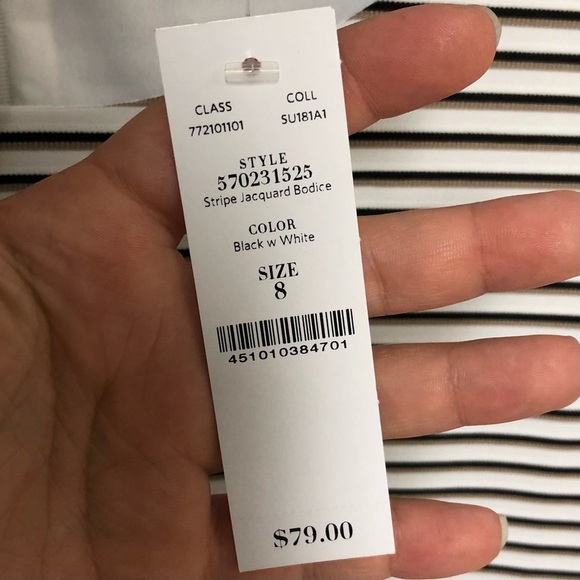 CLASS COLL
772101101 SU181A1
STYLE
570231525
Stripe Jacquard Bodice
COLOR
Black w White
SIZE
8
451010384701
$79.00